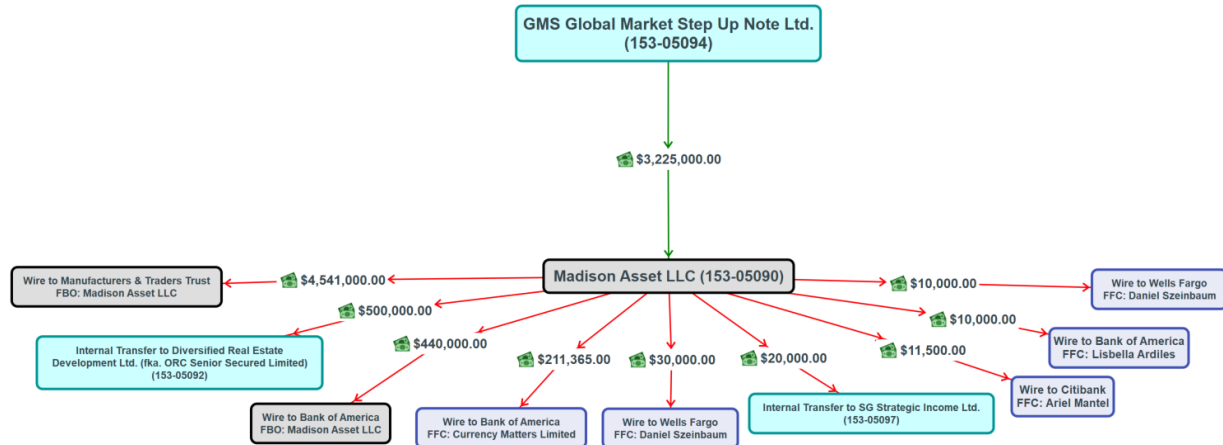 GMS Global Market Step Up Note Ltd.
(153-05094)
$3,225,000.00
Madison Asset LLC (153-05090)
$4,541,000.00
Wire to Manufacturers & Traders Trust
FBO: Madison Asset LLC
$500,000.00
Internal Transfer to Diversified Real Estate
Development Ltd. (fka. ORC Senior Secured Limited)
(153-05092)
$440,000.00
Wire to Bank of America
FBO: Madison Asset LLC
$211,365.00
Wire to Bank of America
FFC: Currency Matters Limited
$30,000.00
Wire to Wells Fargo
FFC: Daniel Szeinbaum
$20,000.00
Internal Transfer to SG Strategic Income Ltd.
(153-05097)
$11,500.00
Wire to Citibank
FFC: Ariel Mantel
$10,000.00
Wire to Bank of America
FFC: Lisbella Ardiles
$10,000.00
Wire to Wells Fargo
FFC: Daniel Szeinbaum